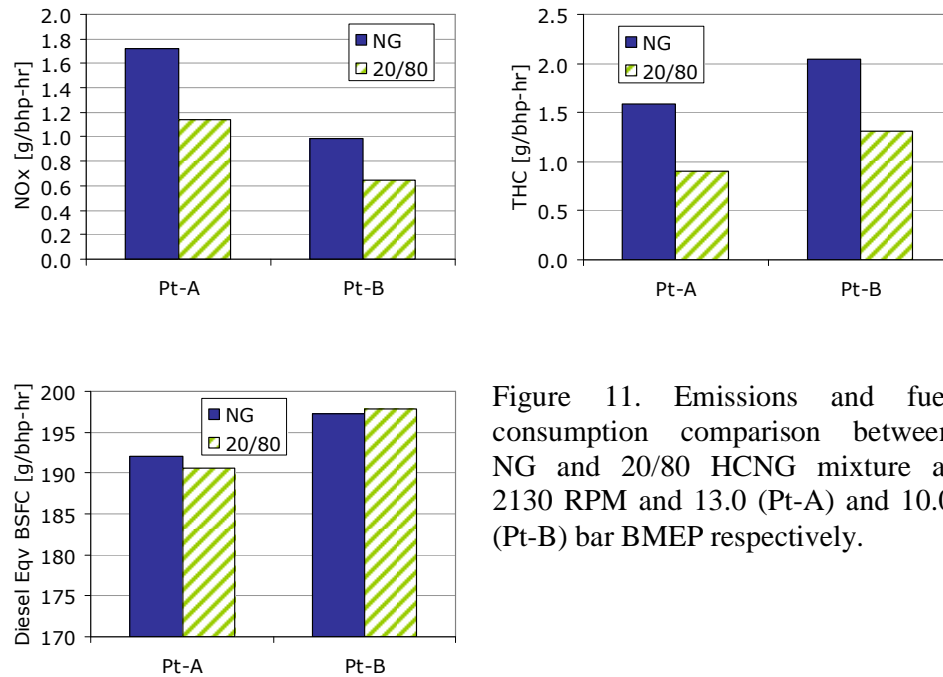 2.0
1.8
1.6
1.4
1.2
1.0
0.8
0.6
0.4
0.2
0.0
NOx [g/bhp-hr]
NG
20/80
Pt-A
Pt-B
2.5
2.0
1.5
1.0
0.5
0.0
THC [g/bhp-hr]
NG
20/80
Pt-A
Pt-B
200
195
190
185
180
175
170
Diesel Eqv BSFC [g/bhp-hr]
NG
20/80
Pt-A
Pt-B
Figure 11. Emissions and fue
consumption comparison between
NG and 20/80 HCNG mixture a
2130 RPM and 13.0 (Pt-A) and 10.0
(Pt-B) bar BMEP respectively.